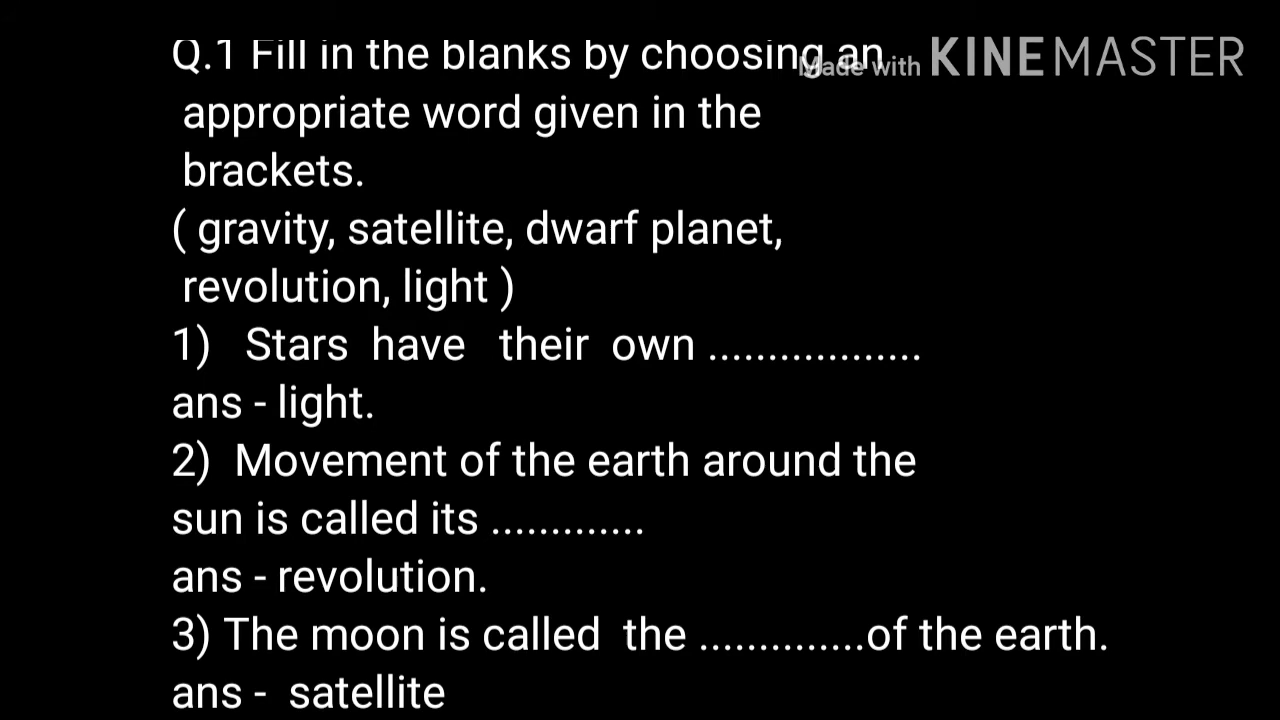 Q.1 Fill in the blanks by choosing an
Made with KINEMASTER
appropriate word given in the
brackets.
( gravity, satellite, dwarf planet,
revolution, light )
1) Stars have their own ..................
ans - light.
2) Movement of the earth around the
sun is called its .............
ans - revolution.
3) The moon is called the ..............of the earth.
ans - satellite